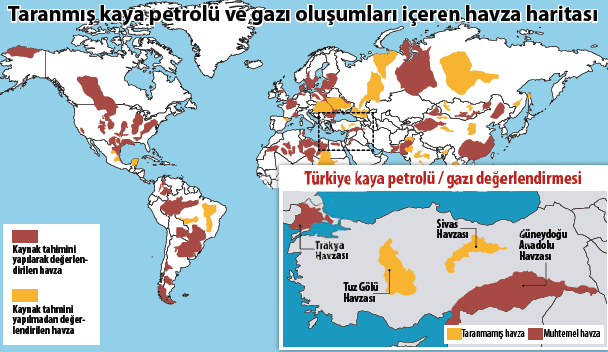 Taranmış kaya petrolü ve gazı oluşumları içeren havza haritası
Kaynak tahimini
yapılarak değerlen-
dirilen havza
Kaynak tahmini
yapılmadan değer-
lendirilen havza
Türkiye kaya petrolü / gazı değerlendirmesi
Trakya
Havzası
Tuz Gölü
Havzası
Sivas
Havzası
Güneydoğu
Anadolu
Havzası
Taranmamış havza
Muhtemel havza